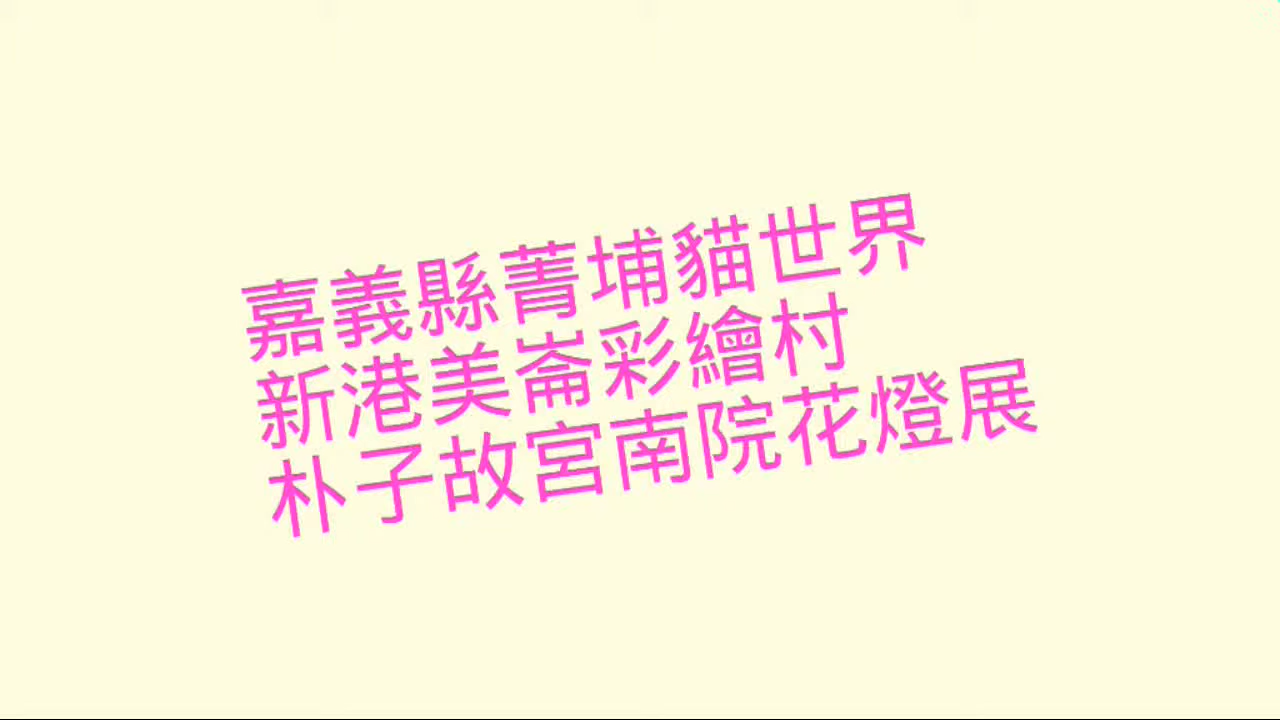 嘉義縣菁埔貓世界
新港美崙彩繪村
朴子故宮南院花燈展